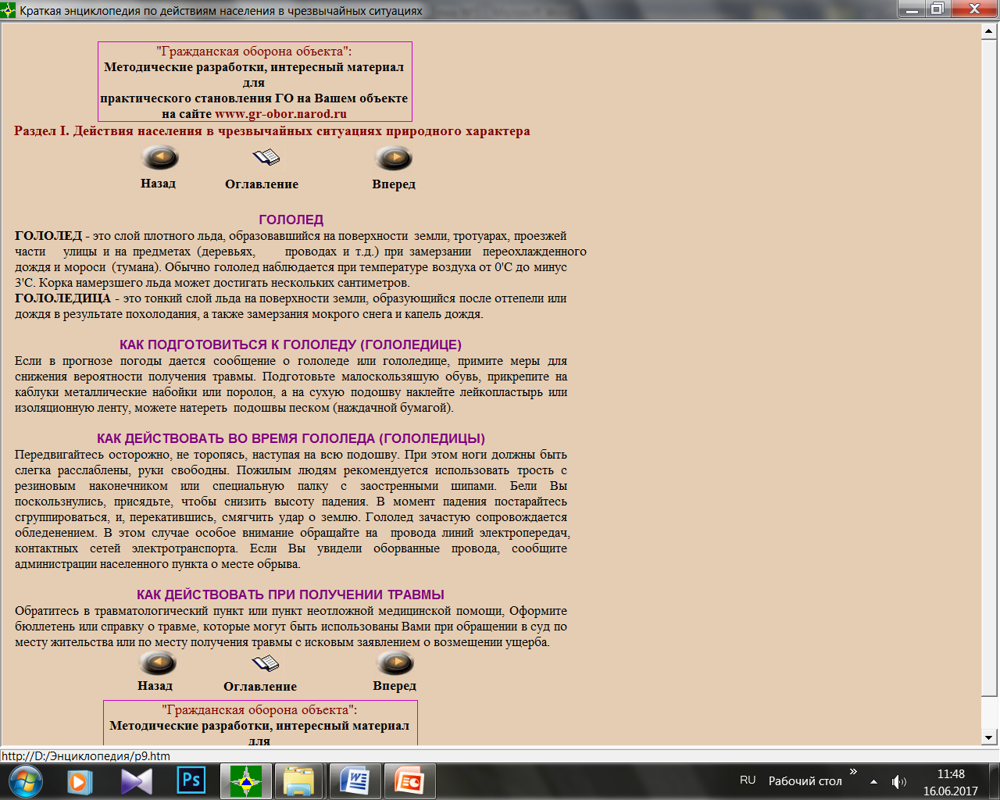 Краткая энциклопедия по действиям населения в чрезвычайных ситуациях
"Гражданская оборона объекта":
Методические разработки, интересный материал
для
практического становления ГО на Вашем объекте
на сайте www.gr-obor.narod.ru
Раздел I. Действия населения в чрезвычайных ситуациях природного характера
Назад Оглавление Вперед
ГОЛОЛЕД
ГОЛОЛЕД - это слой плотного льда, образовавшийся на поверхности земли, тротуарах, проезжей
части улицы и на предметах (деревьях, проводах и т.д.) при замерзании переохлажденного
дождя и мороси (тумана). Обычно гололед наблюдается при температуре воздуха от 0'С до минус
3'С. Корка намерзшего льда может достигать нескольких сантиметров.
ГОЛОЛЕДИЦА - это тонкий слой льда на поверхности земли, образующийся после оттепели или
дождя в результате похолодания, а также замерзания мокрого снега и капель дождя.
КАК ПОДГОТОВИТЬСЯ К ГОЛОЛЕДУ (ГОЛОЛЕДИЦЕ)
Если в прогнозе погоды дается сообщение о гололеде или гололедице, примите меры для
снижения вероятности получения травмы. Подготовьте малоскользяшую обувь, прикрепите на
каблуки металлические набойки или поролон, а на сухую подошву наклейте лейкопластырь или
изоляционную ленту, можете натереть подошвы песком (наждачной бумагой).
КАК ДЕЙСТВОВАТЬ ВО ВРЕМЯ ГОЛОЛЕДА (ГОЛОЛЕДИЦЫ)
Передвигайтесь осторожно, не торопясь, наступая на всю подошву. При этом ноги должны быть
слегка расслаблены, руки свободны. Пожилым людям рекомендуется использовать трость с
резиновым наконечником или специальную палку с заостренными шипами. Бели Вы
поскользнулись, присядьте, чтобы снизить высоту падения. В момент падения постарайтесь
сгруппироваться, и, перекатившись, смягчить удар о землю. Гололед зачастую сопровождается
обледенением. В этом случае особое внимание обращайте на провода линий электропередач,
контактных сетей электротранспорта. Если Вы увидели оборванные провода, сообщите
администрации населенного пункта о месте обрыва.
КАК ДЕЙСТВОВАТЬ ПРИ ПОЛУЧЕНИИ ТРАВМЫ
Обратитесь в травматологический пункт или пункт неотложной медицинской помощи, Оформите
бюллетень или справку о травме, которые могут быть использованы Вами при обращении в суд по
месту жительства или по месту получения травмы с исковым заявлением о возмещении ущерба.
Назад Оглавление Вперед
"Гражданская оборона объекта":
Методические разработки, интересный материал
для
http://D:/Энциклопедия/p9.htm
Ps
RU Рабочий стол » 11:48
16.06.2017